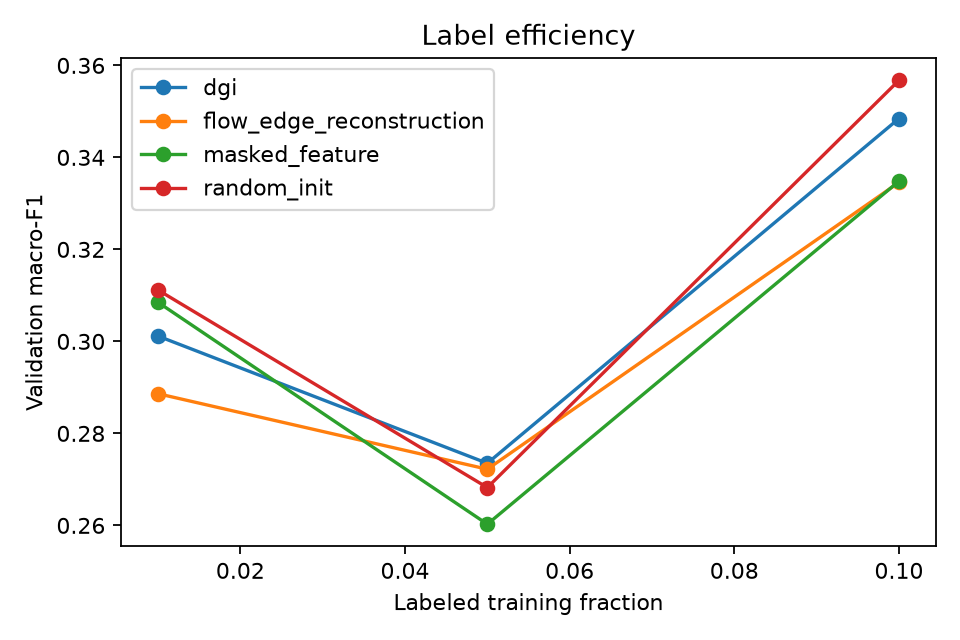 Label efficiency
0.36
0.34
0.32
0.30
0.28
0.26
Validation macro-F1
dgi
flow_edge_reconstruction
masked_feature
random_init
0.02 0.04 0.06 0.08 0.10
Labeled training fraction